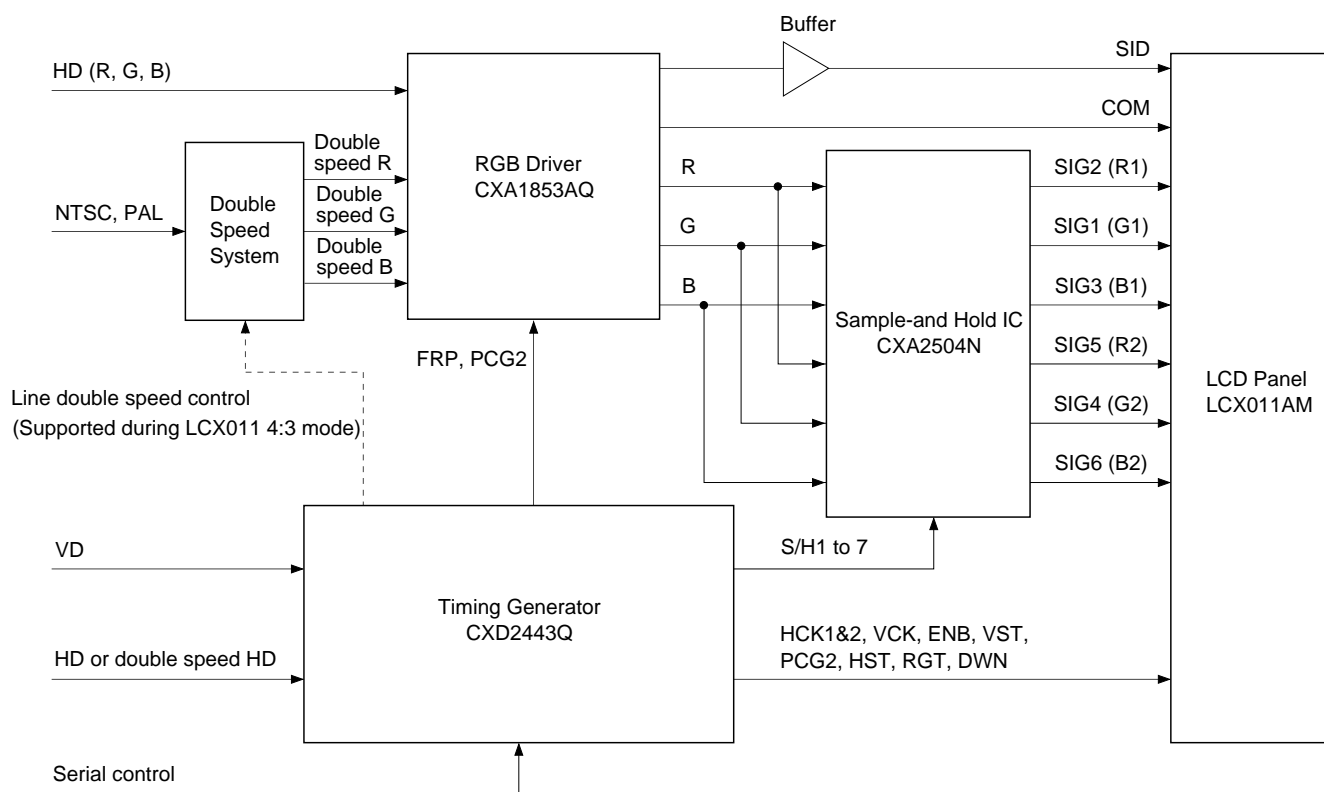 Buffer
SID
HD (R, G, B)
COM
Double
speed R
RGB Driver
CXA1853AQ
R
SIG2 (R1)
NTSC, PAL
Double
Speed
System
Double
speed G
G
SIG1 (G1)
Double
speed B
B
SIG3 (B1)
Sample-and Hold IC
CXA2504N
FRP, PCG2
SIG5 (R2)
LCD Panel
LCX011AM
Line double speed control
(Supported during LCX011 4:3 mode)
SIG4 (G2)
SIG6 (B2)
VD
S/H1 to 7
Timing Generator
CXD2443Q
HD or double speed HD
HCK1&2, VCK, ENB, VST,
PCG2, HST, RGT, DWN
Serial control